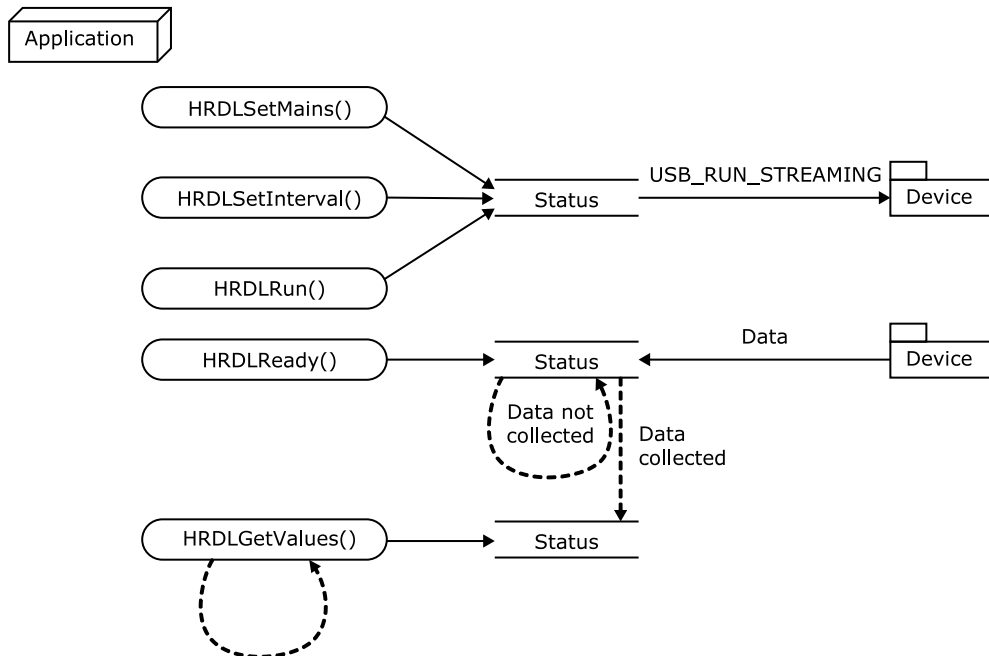 Application
HRDLSetMains()
USB_RUN_STREAMING
HRDLSetInterval()
Status
Device
HRDLRun()
Data
HRDLReady()
Status
Device
Data not
collected
Data
collected
HRDLGetValues()
Status